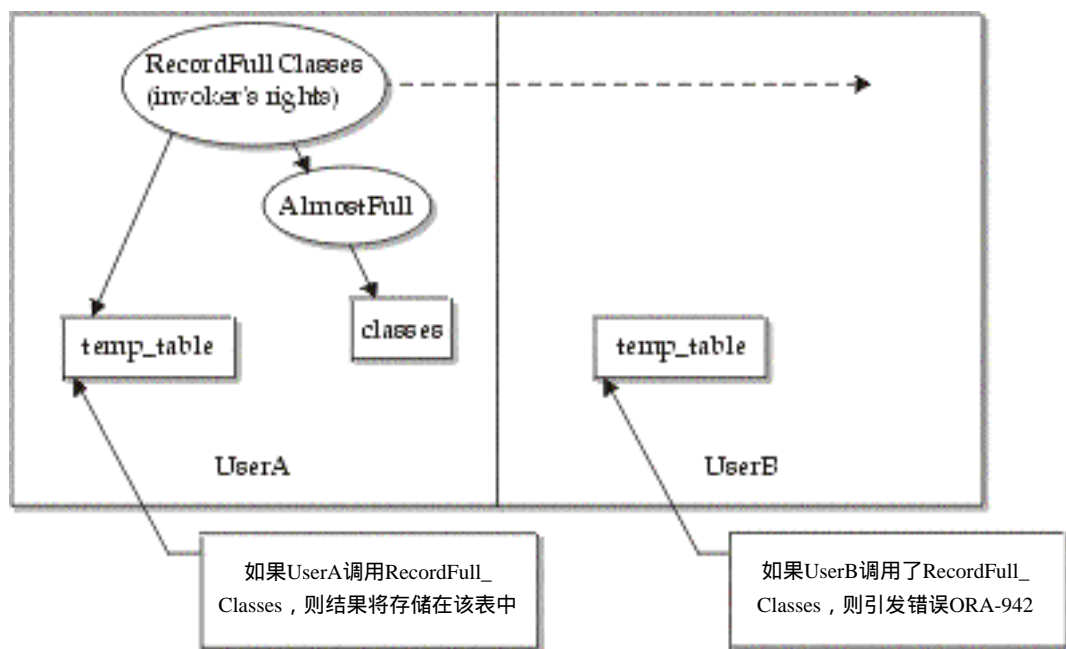 RecordFull Classes
(invoker's rights)
AlmostFull
classes
temp_table
temp_table
UserA
UserB
如果UserA调用RecordFull_
Classes，则结果将存储在该表中
如果UserB调用了RecordFull_
Classes，则引发错误ORA-942